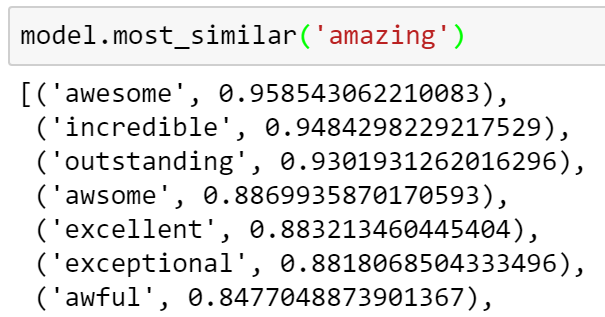 model.most_similar('amazing')
[('awesome', 0.958543062210083),
('incredible', 0.9484298229217529),
('outstanding', 0.9301931262016296),
('awsome', 0.8869935870170593),
('excellent', 0.883213460445404),
('exceptional', 0.8818068504333496),
('awful', 0.8477048873901367),